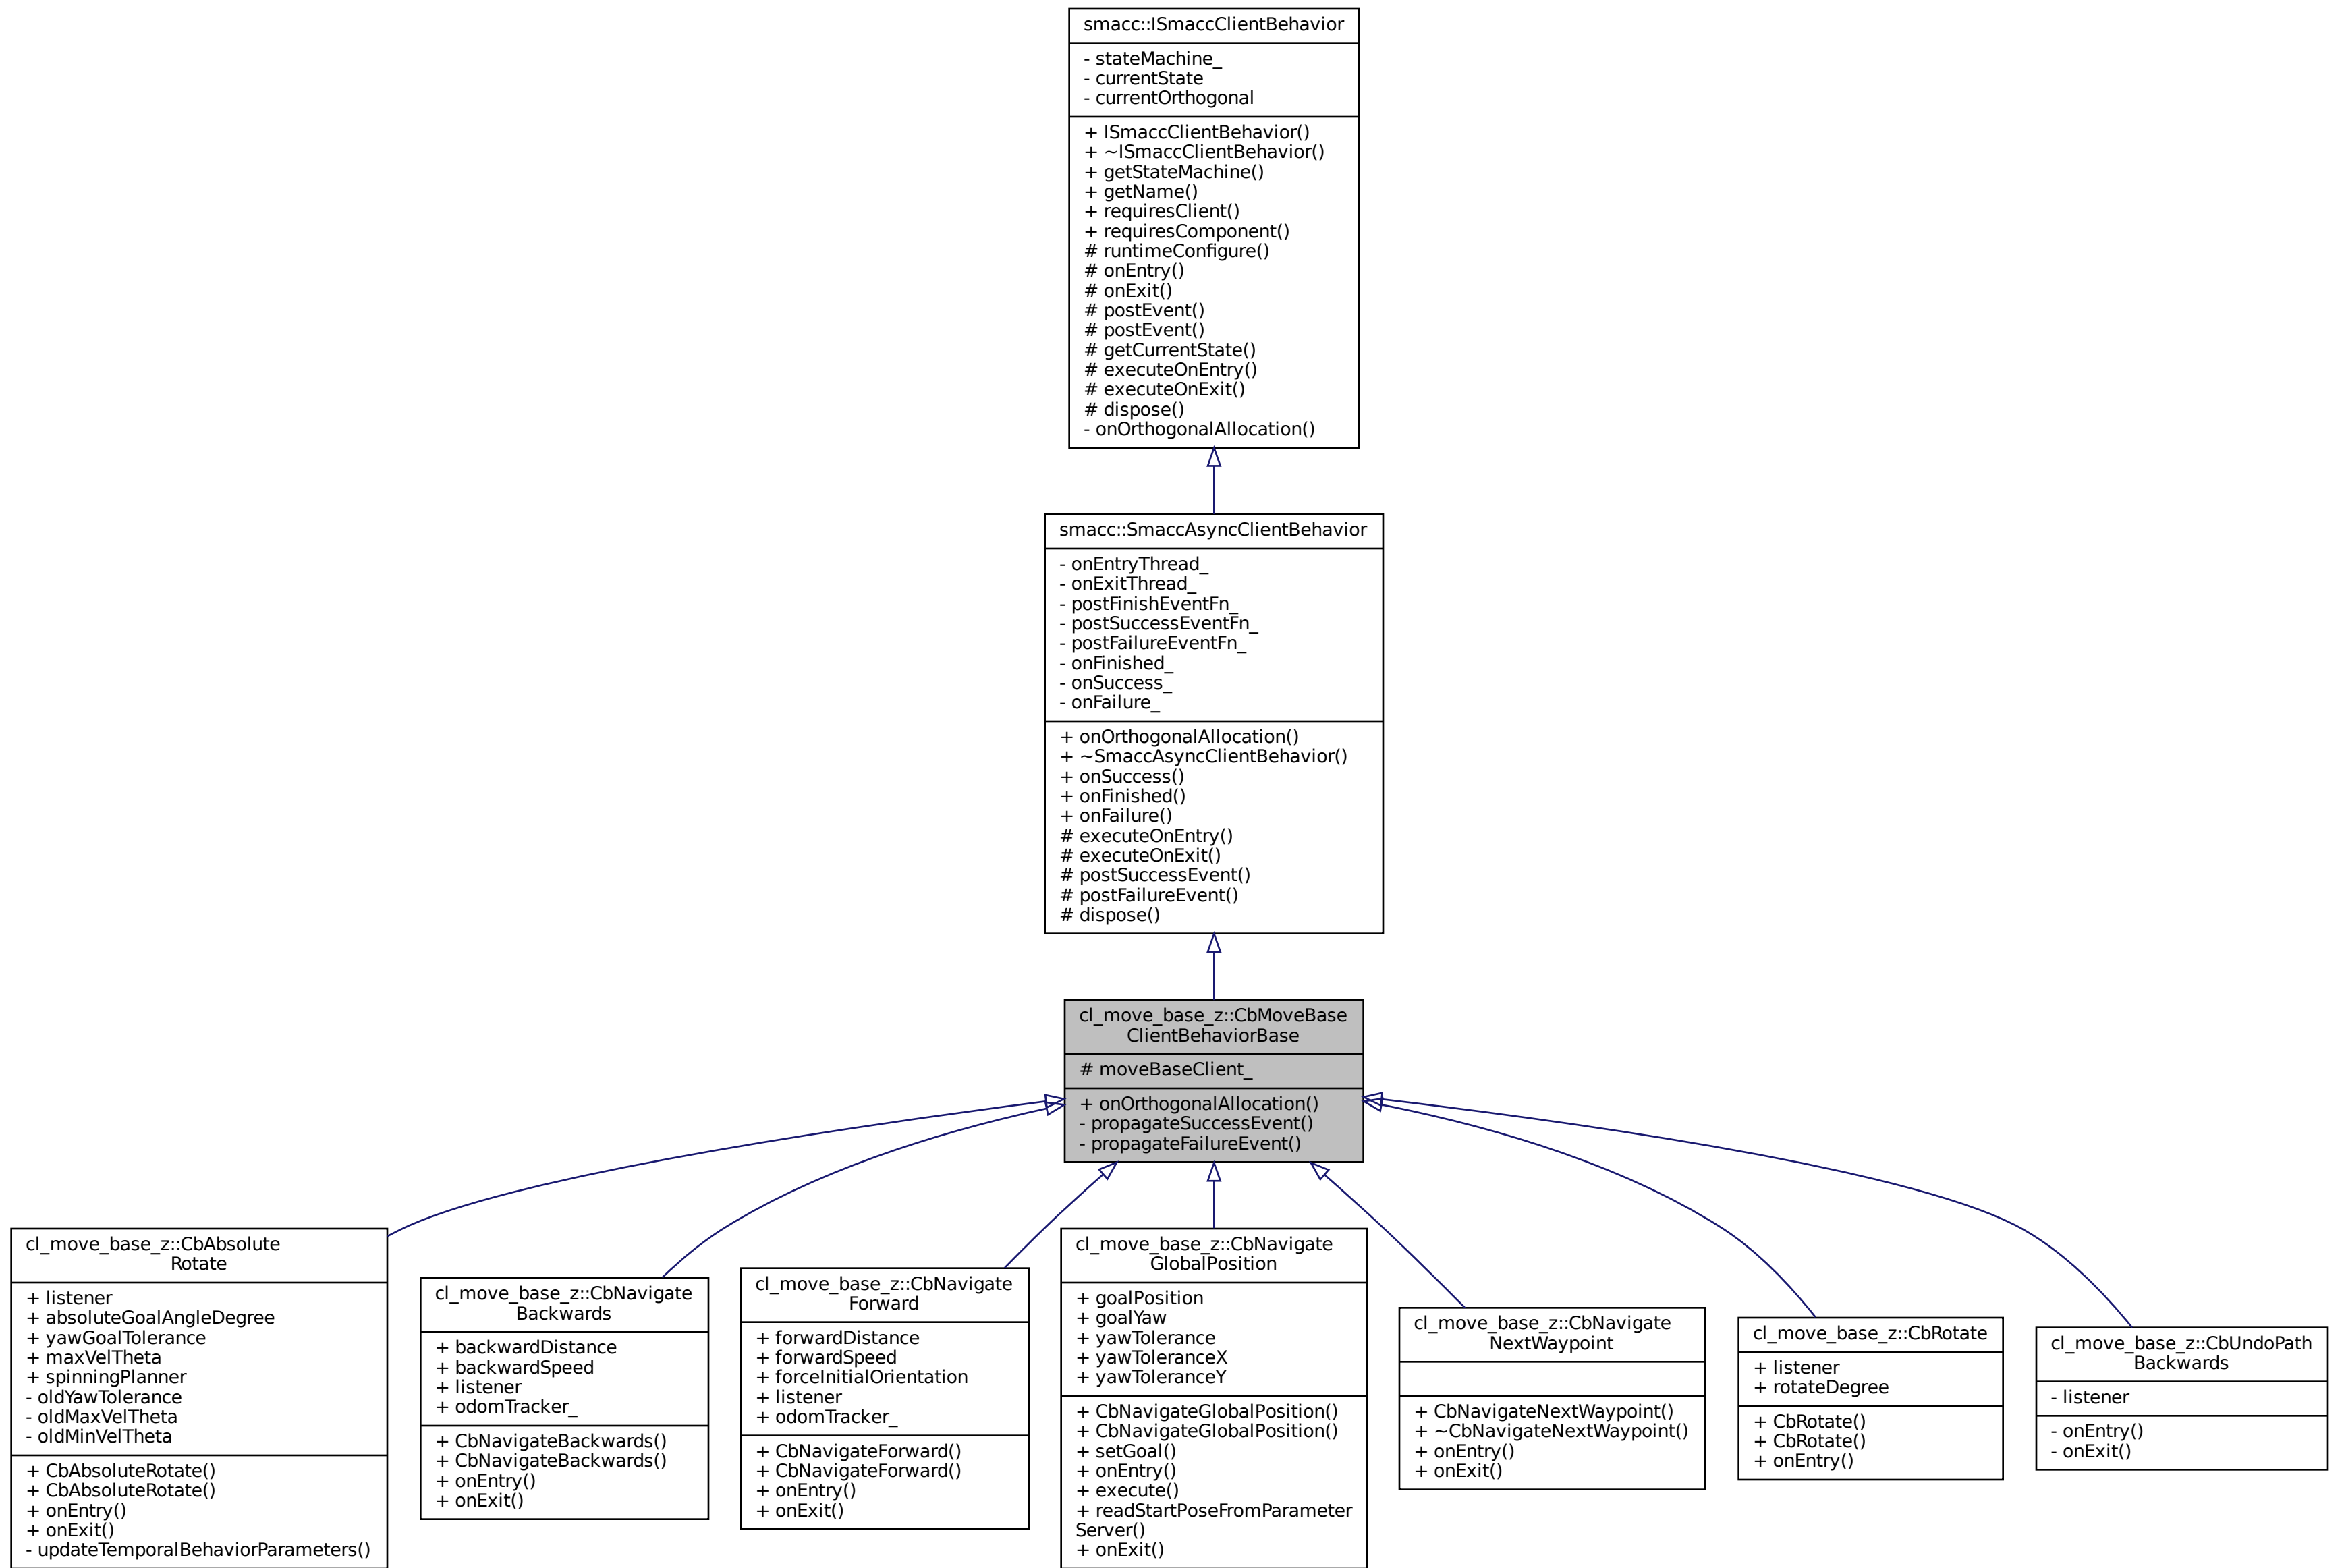 smacc::ISmaccClientBehavior
- stateMachine_
- currentState
- currentOrthogonal
+ ISmaccClientBehavior()
+ ~ISmaccClientBehavior()
+ getStateMachine()
+ getName()
+ requiresClient()
+ requiresComponent()
# runtimeConfigure()
# onEntry()
# onExit()
# postEvent()
# postEvent()
# getCurrentState()
# executeOnEntry()
# executeOnExit()
# dispose()
- onOrthogonalAllocation()
smacc::SmaccAsyncClientBehavior
- onEntryThread_
- onExitThread_
- postFinishEventFn_
- postSuccessEventFn_
- postFailureEventFn_
- onFinished_
- onSuccess_
- onFailure_
+ onOrthogonalAllocation()
+ ~SmaccAsyncClientBehavior()
+ onSuccess()
+ onFinished()
+ onFailure()
# executeOnEntry()
# executeOnExit()
# postSuccessEvent()
# postFailureEvent()
# dispose()
cl_move_base_z::CbMoveBase
ClientBehaviorBase
# moveBaseClient_
+ onOrthogonalAllocation()
- propagateSuccessEvent()
- propagateFailureEvent()
cl_move_base_z::CbAbsolute
Rotate
+ listener
+ absoluteGoalAngleDegree
+ yawGoalTolerance
+ maxVelTheta
+ spinningPlanner
- oldYawTolerance
- oldMaxVelTheta
- oldMinVelTheta
+ CbAbsoluteRotate()
+ CbAbsoluteRotate()
+ onEntry()
+ onExit()
- updateTemporalBehaviorParameters()
cl_move_base_z::CbNavigate
Backwards
+ backwardDistance
+ backwardSpeed
+ listener
+ odomTracker_
+ CbNavigateBackwards()
+ CbNavigateBackwards()
+ onEntry()
+ onExit()
cl_move_base_z::CbNavigate
Forward
+ forwardDistance
+ forwardSpeed
+ forceInitialOrientation
+ listener
+ odomTracker_
+ CbNavigateForward()
+ CbNavigateForward()
+ onEntry()
+ onExit()
cl_move_base_z::CbNavigate
GlobalPosition
+ goalPosition
+ goalYaw
+ yawTolerance
+ yawToleranceX
+ yawToleranceY
+ CbNavigateGlobalPosition()
+ CbNavigateGlobalPosition()
+ setGoal()
+ onEntry()
+ execute()
+ readStartPoseFromParameter
Server()
+ onExit()
cl_move_base_z::CbNavigate
NextWaypoint
+ CbNavigateNextWaypoint()
+ ~CbNavigateNextWaypoint()
+ onEntry()
+ onExit()
cl_move_base_z::CbRotate
+ listener
+ rotateDegree
+ CbRotate()
+ CbRotate()
+ onEntry()
cl_move_base_z::CbUndoPath
Backwards
- listener
- onEntry()
- onExit()